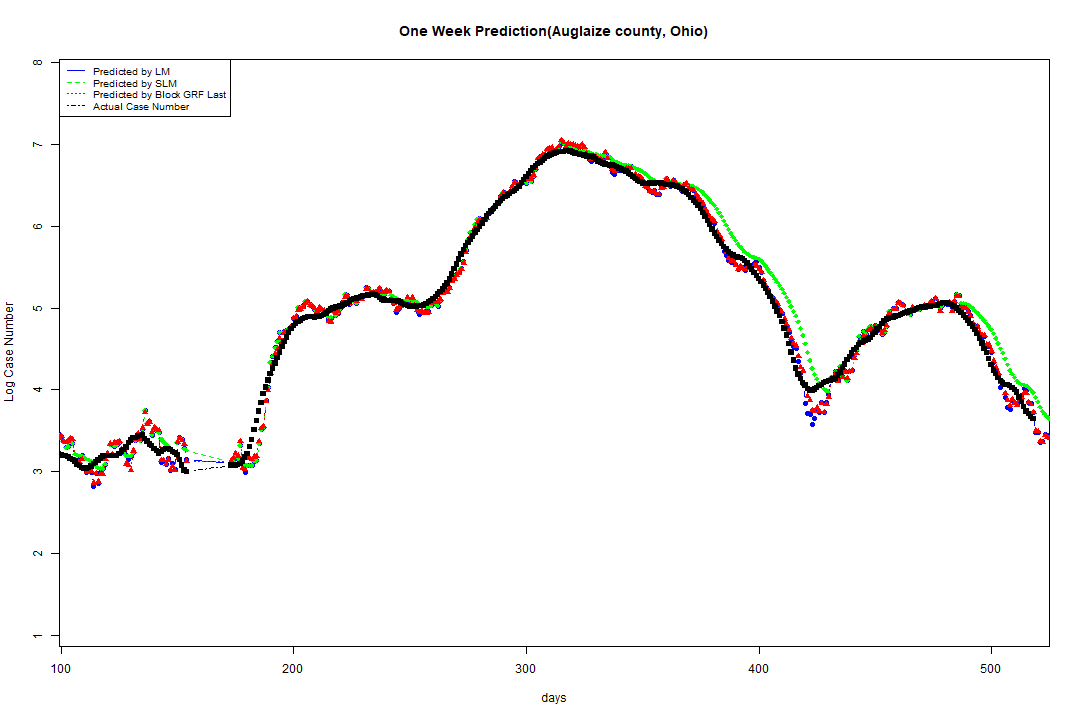 One Week Prediction(Auglaize county, Ohio)
Predicted by LM
Predicted by SLM
Predicted by Block GRF Last
Actual Case Number
Log Case Number
8
7
6
5
4
3
2
1
100 200 300 400 500
days